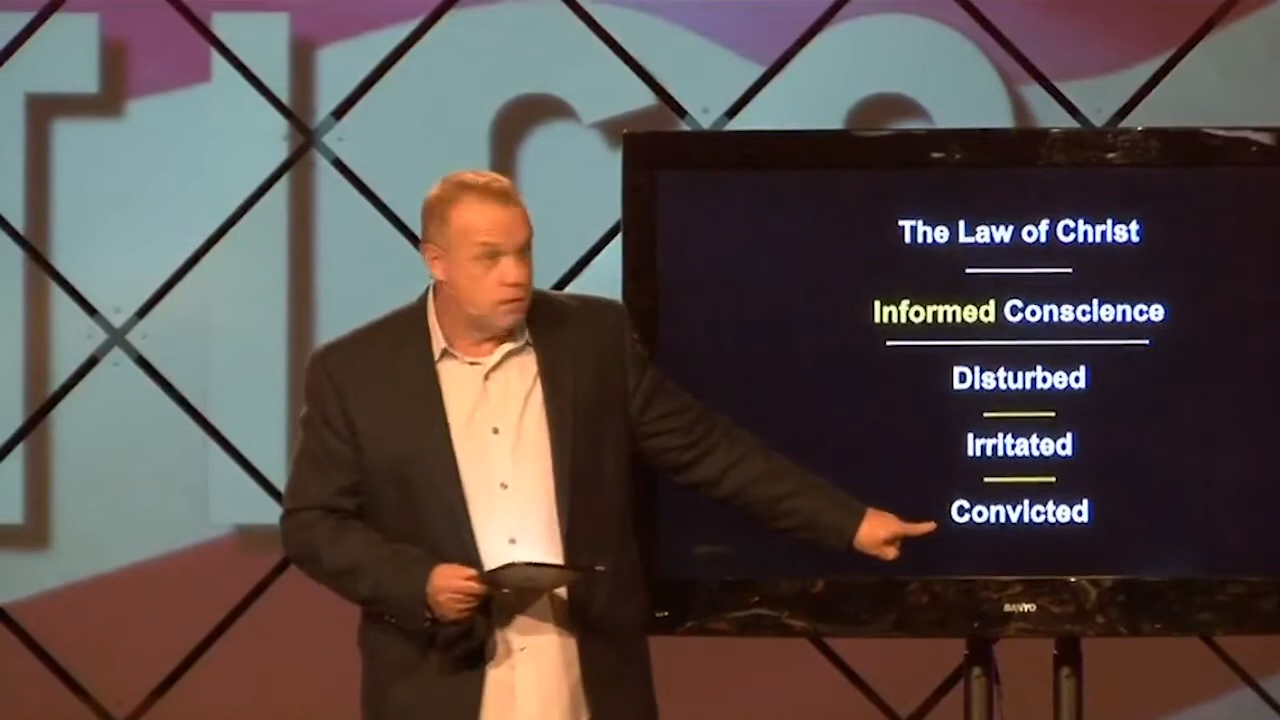 The Law of Christ
Informed Conscience
Disturbed
Irritated
Convicted
SANYO